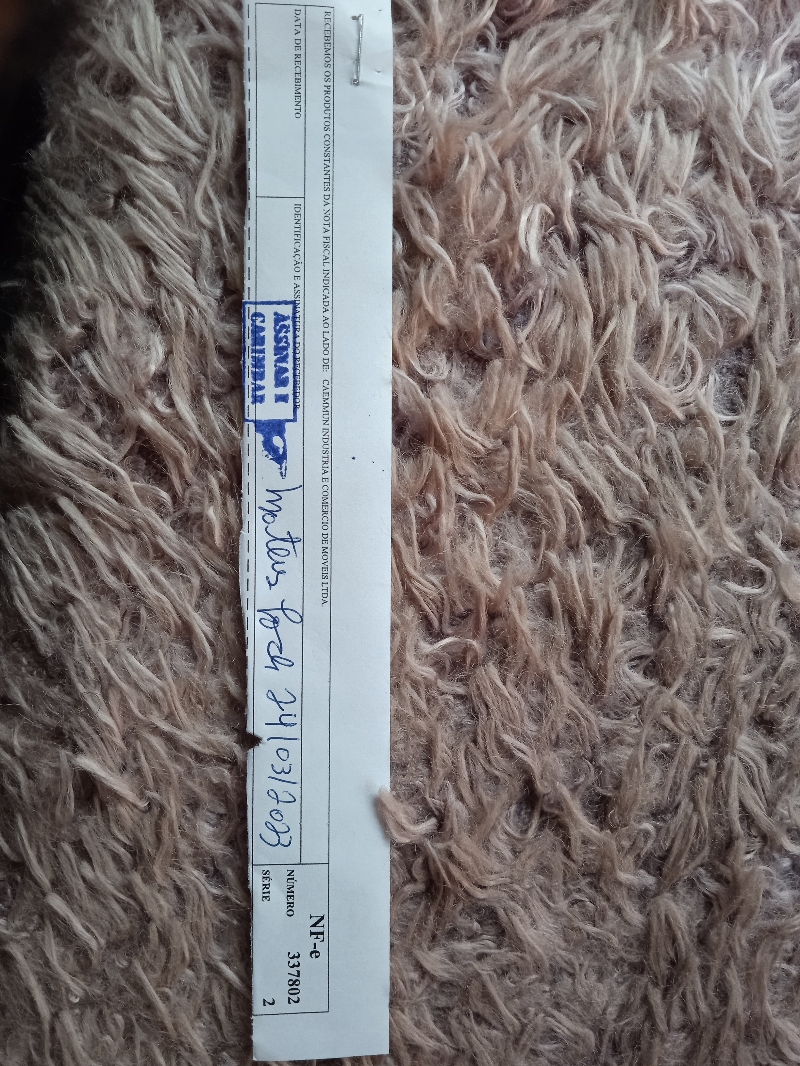 RECEBEMOS OS PRODUTOS CONSTANTES DA NOTA FISCAL INDICADA AO LADO DE: CAEMMUN INDUSTRIA E COMERCIO DE MOVEIS LTDA
DATA DE RECEBIMENTO
IDENTIFICAÇÃO E ASSINATURA DO RECEBEDOR
ASSINAR E
CARIMBAR
Mateus 24/03/2023
NF-e
NÚMERO 337802
SÉRIE 2